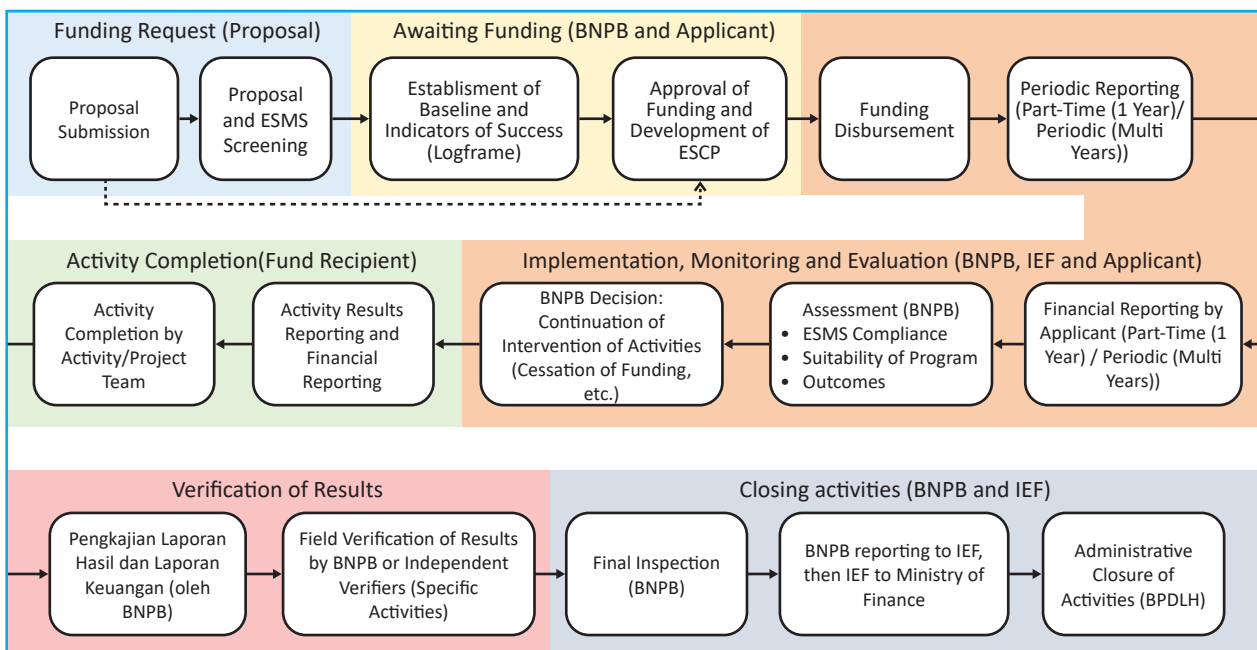 Funding Request (Proposal)
Proposal
Submission
Proposal
and ESMS
Screening
Awaiting Funding (BNPB and Applicant)
Establisment of
Baseline and
Indicators of Success
(Logframe)
Approval of
Funding and
Development of
ESCP
Funding
Disbursement
Periodic Reporting
(Part-Time (1 Year)/
Periodic (Multi
Years))
Implementation, Monitoring and Evaluation (BNPB, IEF and Applicant)
Financial Reporting by
Applicant (Part-Time (1
Year) / Periodic (Multi
Years))
Assessment (BNPB)
• ESMS Compliance
• Suitability of Program
• Outcomes
BNPB Decision:
Continuation of
Intervention of Activities
(Cessation of Funding,
etc.)
Activity Completion(Fund Recipient)
Activity Results
Reporting and
Financial
Reporting
Activity
Completion by
Activity/Project
Team
Verification of Results
Pengkajian Laporan
Hasil dan Laporan
Keuangan (oleh
BNPB)
Field Verification of Results
by BNPB or Independent
Verifiers (Specific
Activities)
Closing activities (BNPB and IEF)
Final Inspection
(BNPB)
BNPB reporting to IEF,
then IEF to Ministry of
Finance
Administrative
Closure of
Activities (BPDLH)